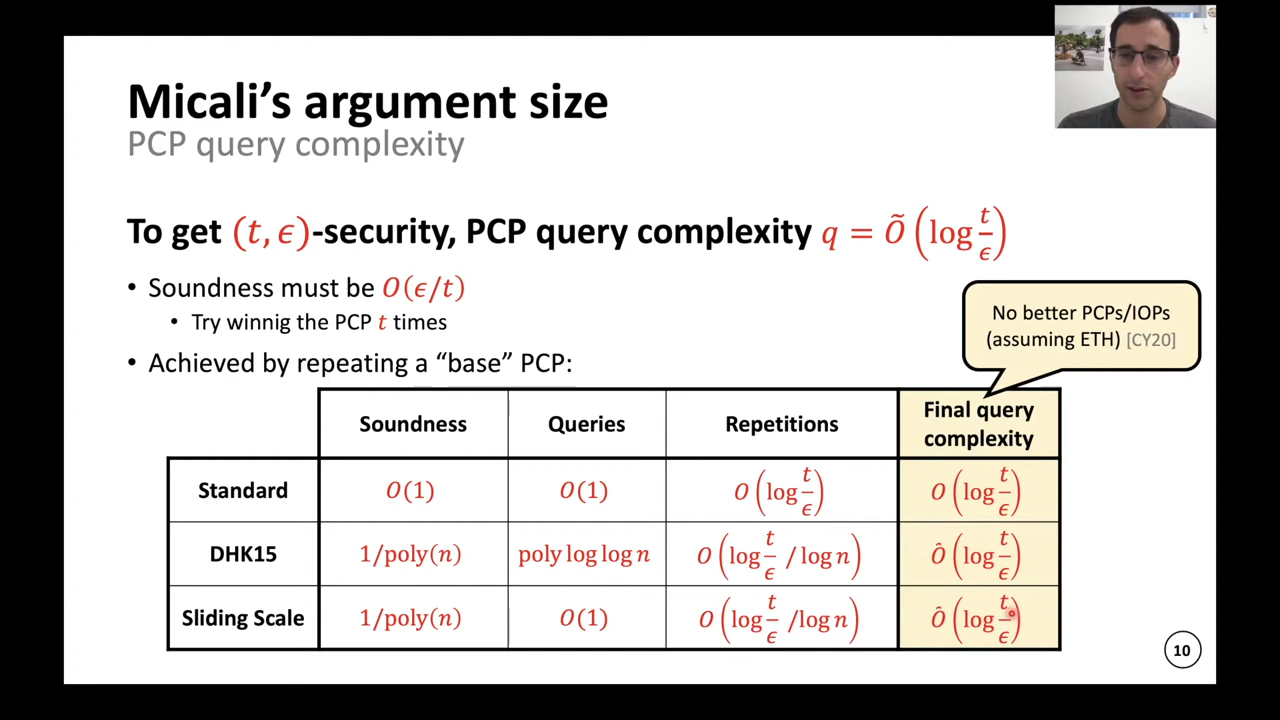 Micali's argument size
PCP query complexity
To get (t, ϵ)-security, PCP query complexity q = Õ(log t/ϵ)
• Soundness must be O(ϵ/t)
• Try winnig the PCP t times
No better PCPs/IOPs
(assuming ETH) [CY20]
• Achieved by repeating a “base” PCP:
Soundness Queries Repetitions Final query complexity
Standard O(1) O(1) O(log t/ϵ) O(log t/ϵ)
DHK15 1/poly(n) poly log log n O(log t/ϵ /log n) Ô(log t/ϵ)
Sliding Scale 1/poly(n) O(1) O(log t/ϵ /log n) Ô(log t/ϵ)
10